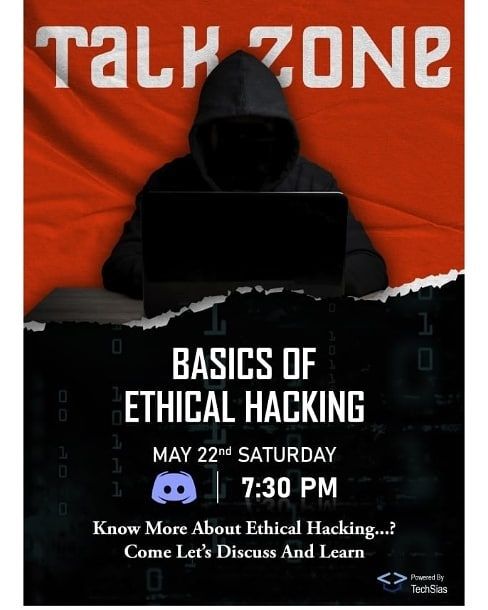 TALK ZONE
BASICS OF
ETHICAL HACKING
MAY 22nd SATURDAY
7:30 PM
Know More About Ethical Hacking...?
Come Let's Discuss And Learn
Powered By
TechSias